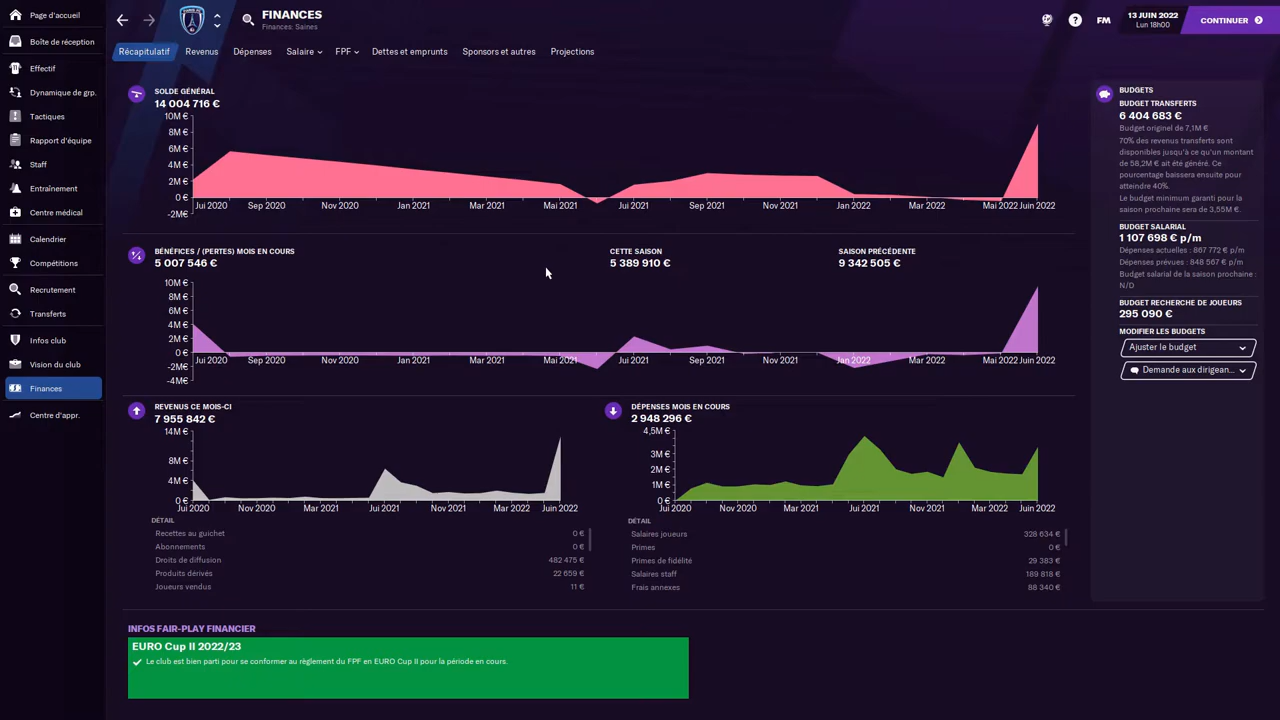 Page d'accueil
Boîte de réception
Effectif
Dynamique de grp.
Tactiques
Rapport d'équipe
Staff
Entraînement
Centre médical
Calendrier
Compétitions
Recrutement
Transferts
Infos club
Vision du club
Finances
Centre d'appr.
FINANCES
Finances: Saines
FM
13 JUIN 2022
Lun 18h00
CONTINUER
Récapitulatif Revenus Dépenses Salaire FPF Dettes et emprunts Sponsors et autres Projections
SOLDE GÉNÉRAL
14 004 716 €
10M €
8M €
6M €
4M €
2M €
0 €
-2M€
Jul 2020 Sep 2020 Nov 2020 Jan 2021 Mar 2021 Mai 2021 Jul 2021 Sep 2021 Nov 2021 Jan 2022 Mar 2022 Mai 2022 Juin 2022
BÉNÉFICES / (PERTES) MOIS EN COURS
5 007 546 €
CETTE SAISON
5 389 910 €
SAISON PRÉCÉDENTE
9 342 505 €
10M €
8M €
6M €
4M €
2M €
0 €
-2M€
-4M€
Jul 2020 Sep 2020 Nov 2020 Jan 2021 Mar 2021 Mai 2021 Jul 2021 Sep 2021 Nov 2021 Jan 2022 Mar 2022 Mai 2022 Juin 2022
REVENUS CE MOIS-CI
7 955 842 €
14M €
8M €
4M €
0 €
Jul 2020 Nov 2020 Mar 2021 Jul 2021 Nov 2021 Mar 2022 Juin 2022
DÉTAIL
Recettes au guichet 0 €
Abonnements 0 €
Droits de diffusion 482 475 €
Produits dérivés 22 659 €
Joueurs vendus 11 €
DÉPENSES MOIS EN COURS
2 948 296 €
4,5M €
3M €
2M €
1M €
0 €
Jul 2020 Nov 2020 Mar 2021 Jul 2021 Nov 2021 Mar 2022 Juin 2022
DÉTAIL
Salaires joueurs 328 634 €
Primes 0 €
Primes de fidélité 29 383 €
Salaires staff 189 818 €
Frais annexes 88 340 €
BUDGETS
BUDGET TRANSFERTS
6 404 683 €
Budget originel de 7,1M €
70% des revenus transferts sont
disponibles jusqu'à ce qu'un montant
de 58,2M € ait été généré. Ce
pourcentage baissera ensuite pour
atteindre 40%.
Le budget minimum garanti pour la
saison prochaine sera de 3,55M €.
BUDGET SALARIAL
1 107 698 € p/m
Dépenses actuelles : 867 772 € p/m
Dépenses prévues : 848 567 € p/m
Budget salarial de la saison prochaine :
N/D
BUDGET RECHERCHE DE JOUEURS
295 090 €
MODIFIER LES BUDGETS
Ajuster le budget
Demande aux dirigean...
INFOS FAIR-PLAY FINANCIER
EURO Cup II 2022/23
Le club est bien parti pour se conformer au règlement du FPF en EURO Cup II pour la période en cours.